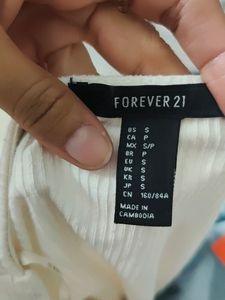 FOREVER 21
US S
CA P
MX S/P
BR P
EU S
UK S
KR S
JP S
CN 160/84A
MADE IN
CAMBODIA